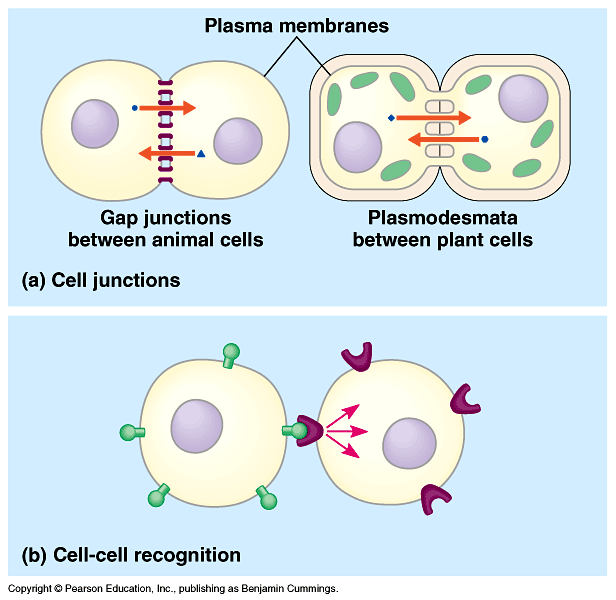 Plasma membranes
Gap junctions
between animal cells
Plasmodesmata
between plant cells
(a) Cell junctions
(b) Cell-cell recognition
Copyright © Pearson Education, Inc., publishing as Benjamin Cummings.